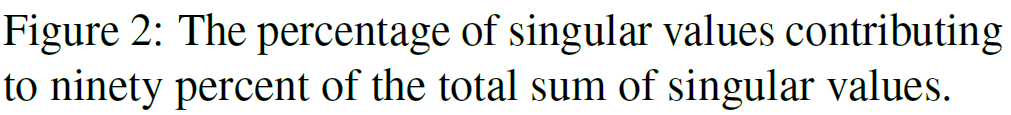 Figure 2: The percentage of singular values contributing
to ninety percent of the total sum of singular values.